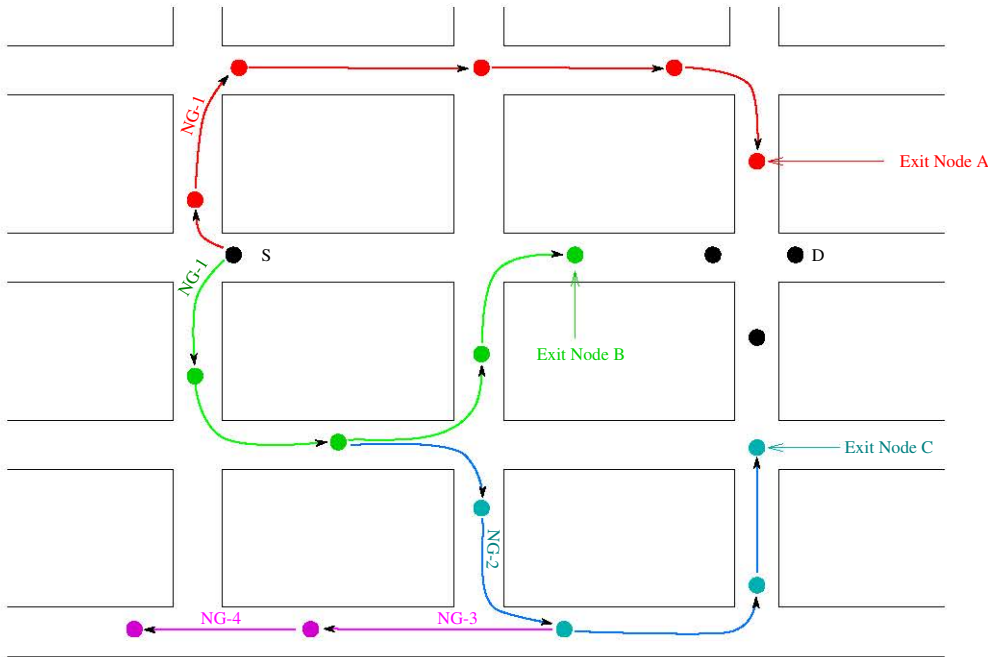 NG-1
Exit Node A
S
D
NG-1
Exit Node B
Exit Node C
NG-2
NG-4
NG-3